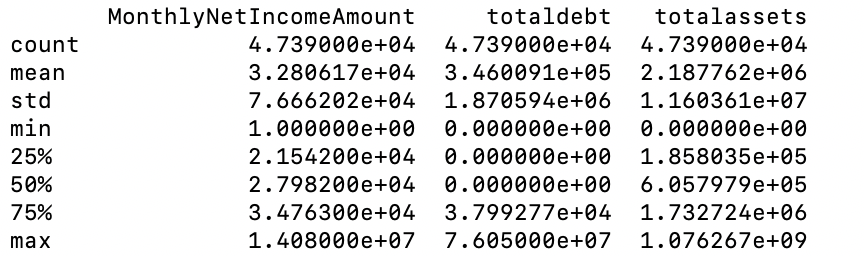 MonthlyNetIncomeAmount totaldebt totalassets
count 4.739000e+04 4.739000e+04 4.739000e+04
mean 3.280617e+04 3.460091e+05 2.187762e+06
std 7.666202e+04 1.870594e+06 1.160361e+07
min 1.000000e+00 0.000000e+00 0.000000e+00
25% 2.154200e+04 0.000000e+00 1.858035e+05
50% 2.798200e+04 0.000000e+00 6.057979e+05
75% 3.476300e+04 3.799277e+04 1.732724e+06
max 1.408000e+07 7.605000e+07 1.076267e+09